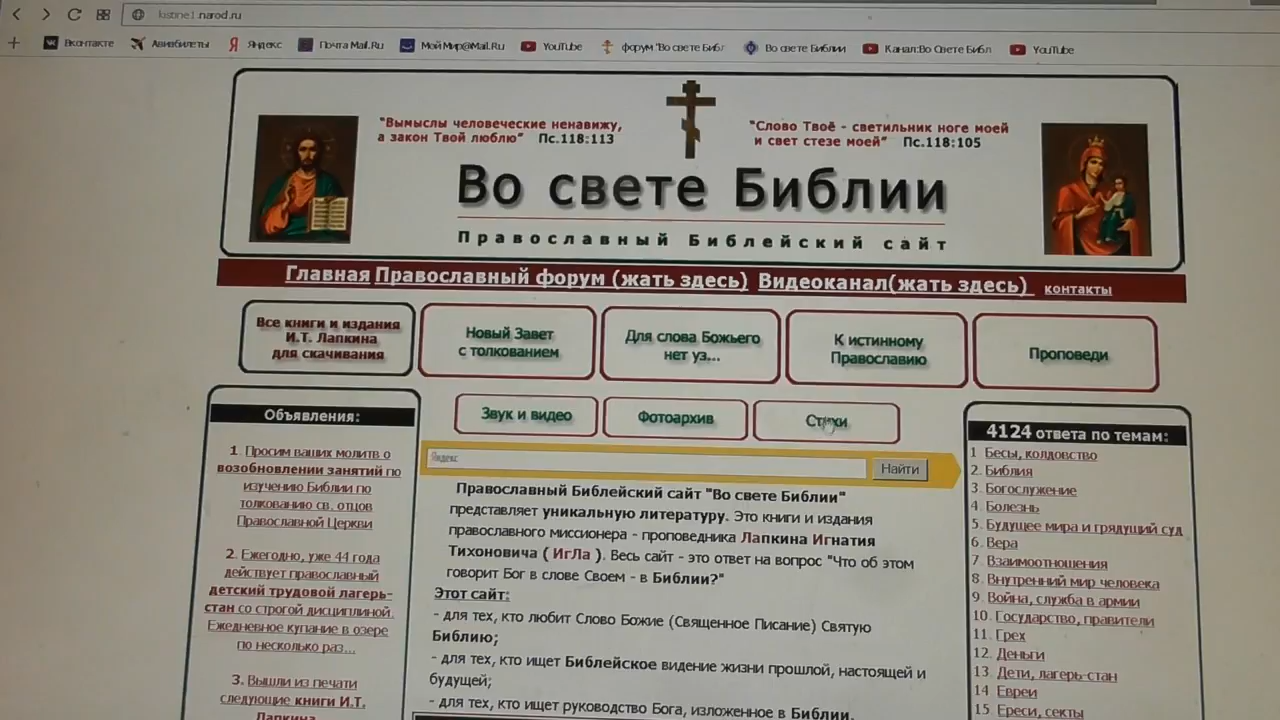 iustine1.narod.ru
Вконтакте
Авиабилеты
Яндекс
Почта Mail.Ru
Мой Мир@Mail.Ru
YouTube
форум "Во свете Библ
Во свете Библии
Канал:Во Свете Библ
YouTube
"Вымыслы человеческие ненавижу,
а закон Твой люблю" Пс.118:113
"Слово Твоё - светильник ноге моей
и свет стезе моей" Пс.118:105
Во свете Библии
Православный Библейский сайт
Главная Православный форум (жать здесь) Видеоканал(жать здесь) контакты
Все книги и издания
И.Т. Лапкина
для скачивания
Новый Завет
с толкованием
Для слова Божьего
нет уз...
К истинному
Православию
Проповеди
Звук и видео
Фотоархив
Стихи
Объявления:
1. Просим ваших молитв о
возобновлении занятий по
изучению Библии по
толкованию св. отцов
Православной Церкви
2. Ежегодно, уже 44 года
действует православный
детский трудовой лагерь-
стан со строгой дисциплиной.
Ежедневное купание в озере
по несколько раз...
3. Вышли из печати
следующие книги И.Т.
Лапкина
Яндекс
Найти
Православный Библейский сайт "Во свете Библии"
представляет уникальную литературу. Это книги и издания
православного миссионера - проповедника Лапкина Игнатия
Тихоновича ( ИгЛа ). Весь сайт - это ответ на вопрос "Что об этом
говорит Бог в слове Своем - в Библии?"
Этот сайт:
- для тех, кто любит Слово Божие (Священное Писание) Святую
Библию;
- для тех, кто ищет Библейское видение жизни прошлой, настоящей и
будущей;
- для тех, кто ищет руководство Бога, изложенное в Библии.
4124 ответа по темам:
1 Бесы, колдовство
2. Библия
3. Богослужение
4. Болезнь
5. Будущее мира и грядущий суд
6. Вера
7. Взаимоотношения
8. Внутренний мир человека
9. Война, служба в армии
10. Государство, правители
11. Грех
12. Деньги
13. Дети, лагерь-стан
14 Евреи
15. Ереси, секты